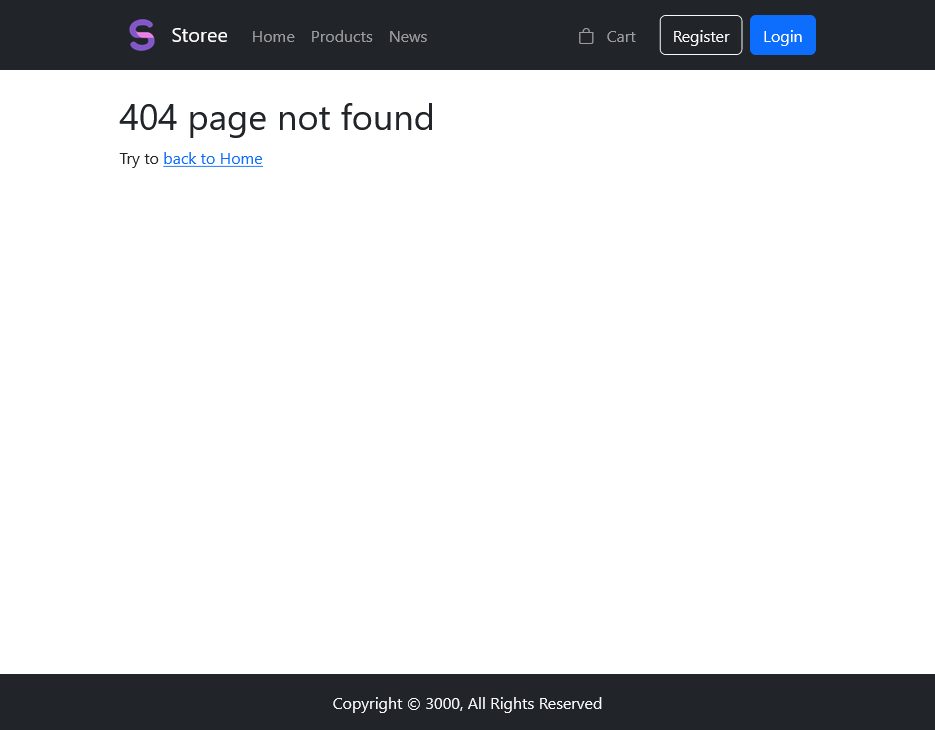 Storee Home Products News Cart Register Login
404 page not found
Try to back to Home
Copyright © 3000, All Rights Reserved